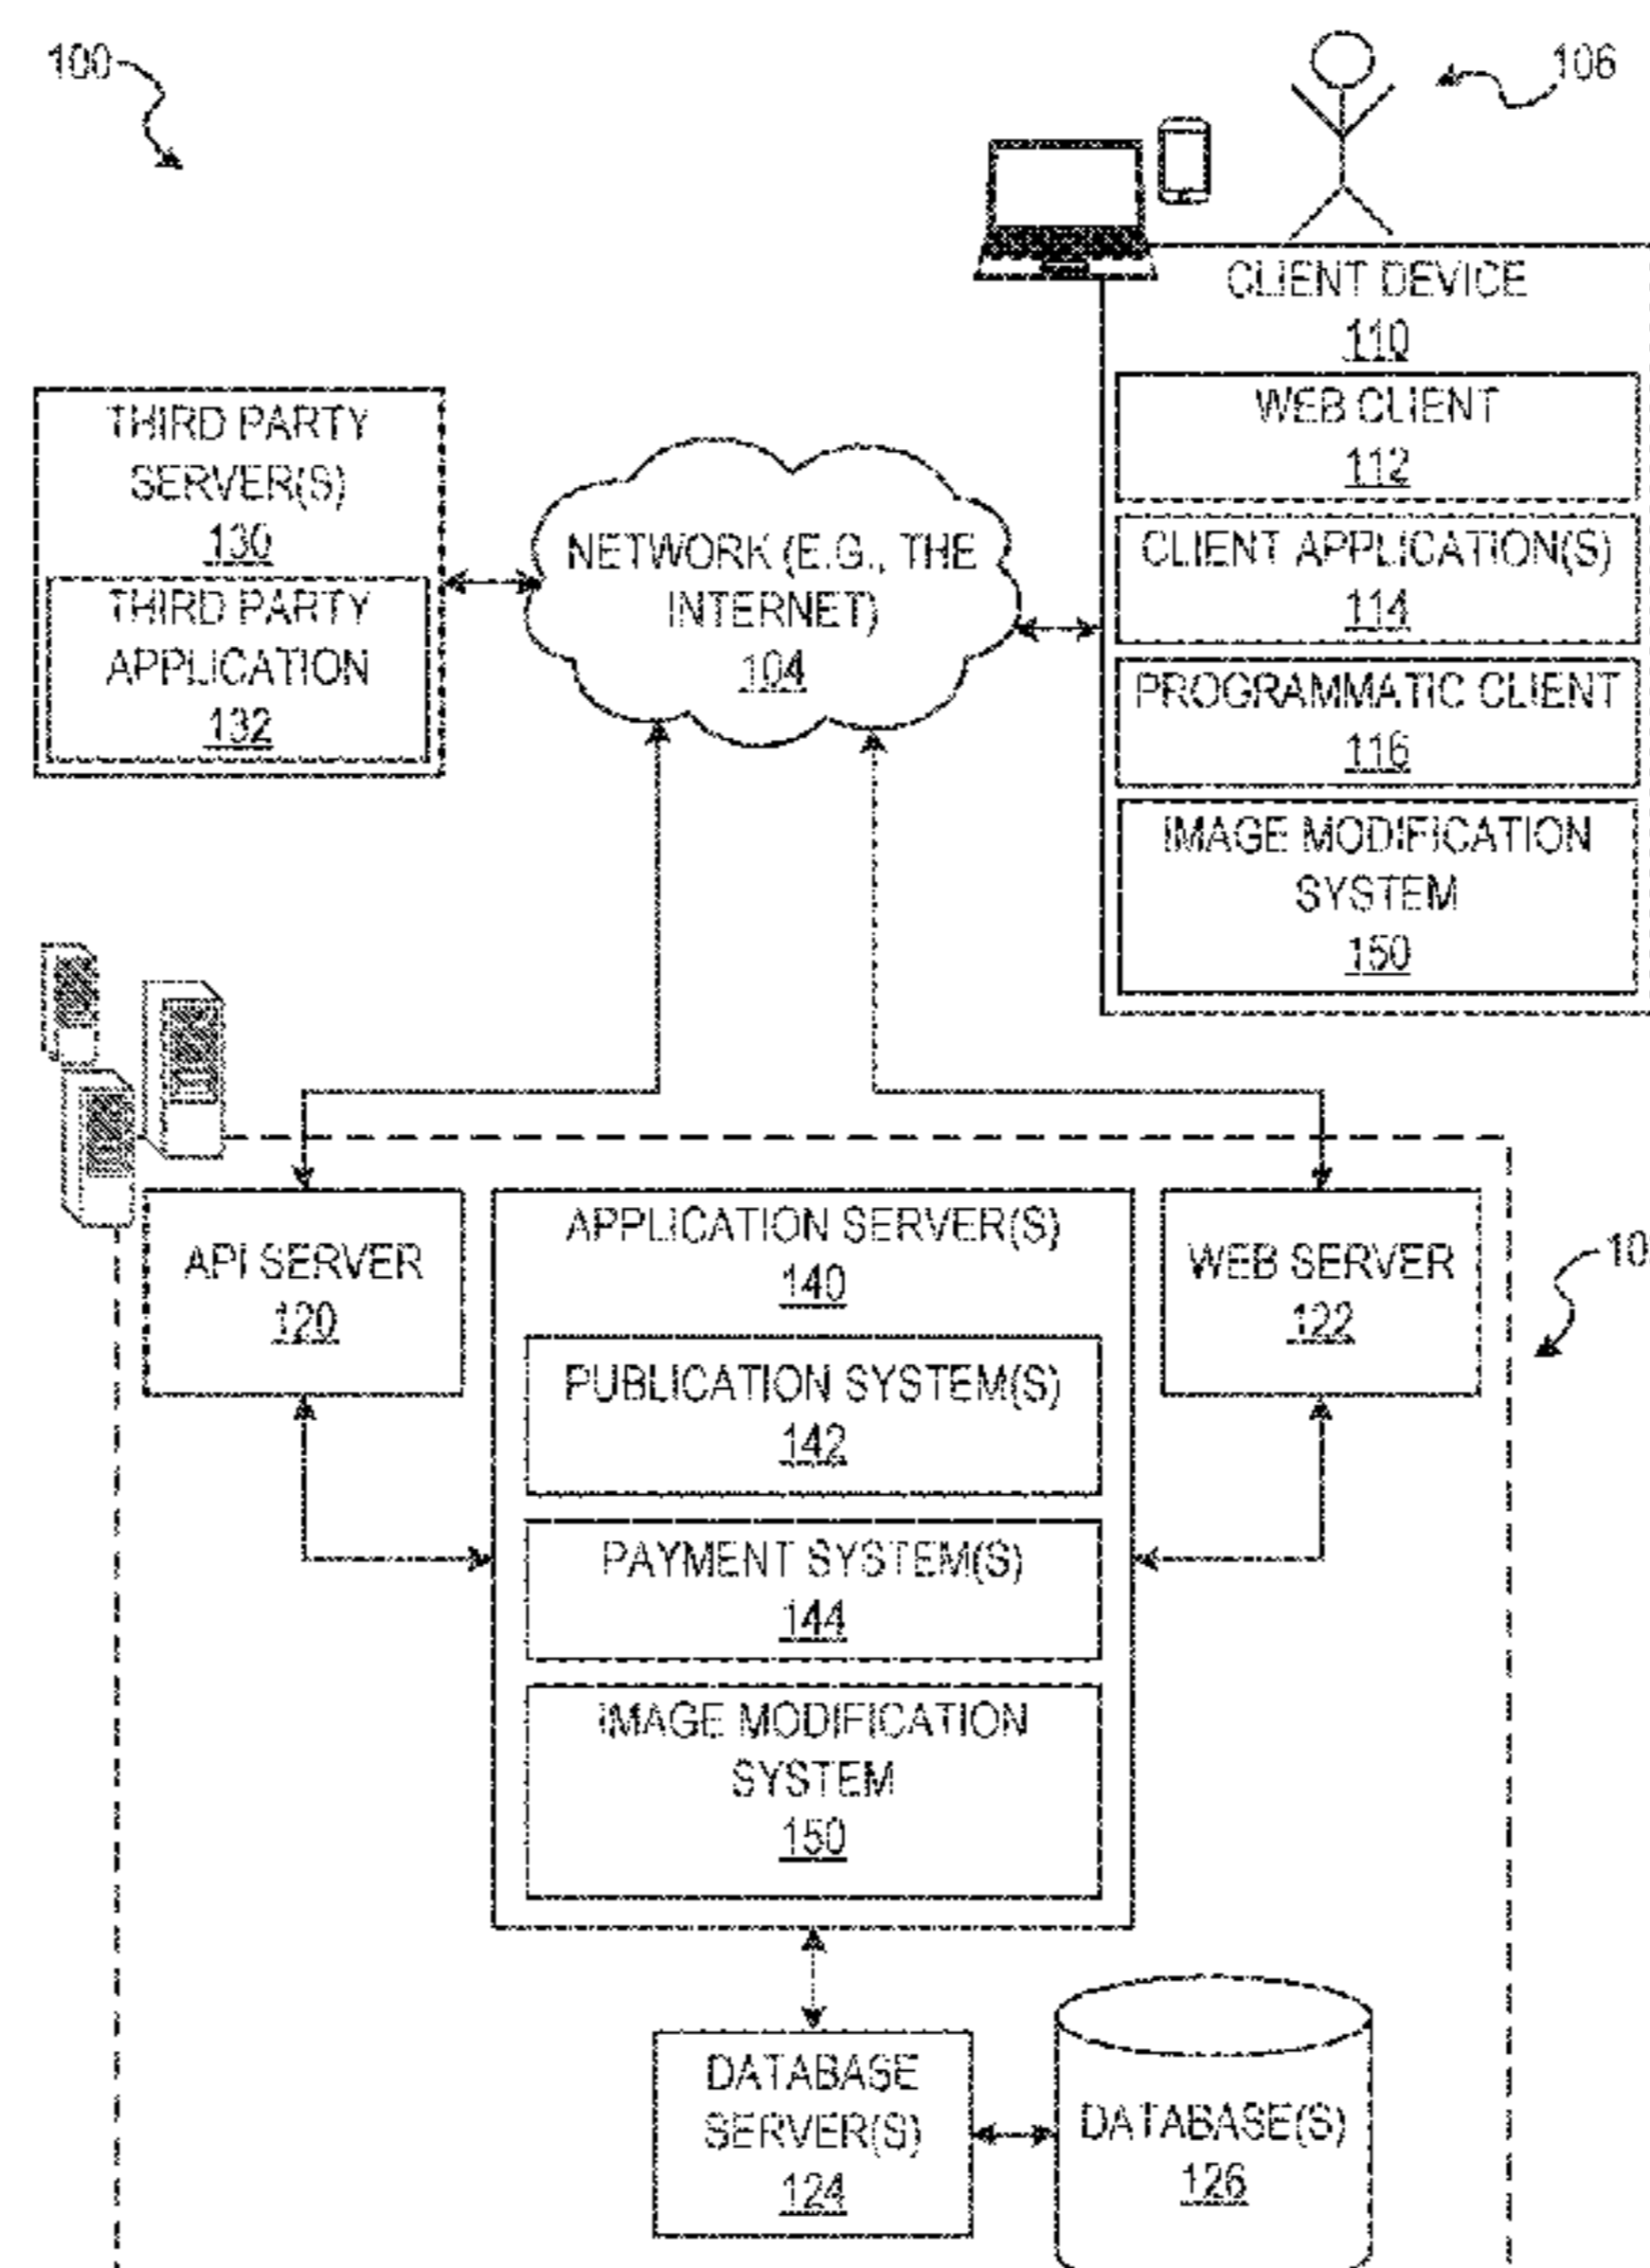 100
106
CLIENT DEVICE
110
WEB CLIENT
112
CLIENT APPLICATION(S)
114
PROGRAMMATIC CLIENT
116
IMAGE MODIFICATION
SYSTEM
150
THIRD PARTY
SERVER(S)
130
THIRD PARTY
APPLICATION
132
NETWORK (E.G., THE
INTERNET)
104
API SERVER
120
APPLICATION SERVER(S)
140
PUBLICATION SYSTEM(S)
142
PAYMENT SYSTEM(S)
144
IMAGE MODIFICATION
SYSTEM
150
WEB SERVER
122
10
DATABASE
SERVER(S)
124
DATABASE(S)
126